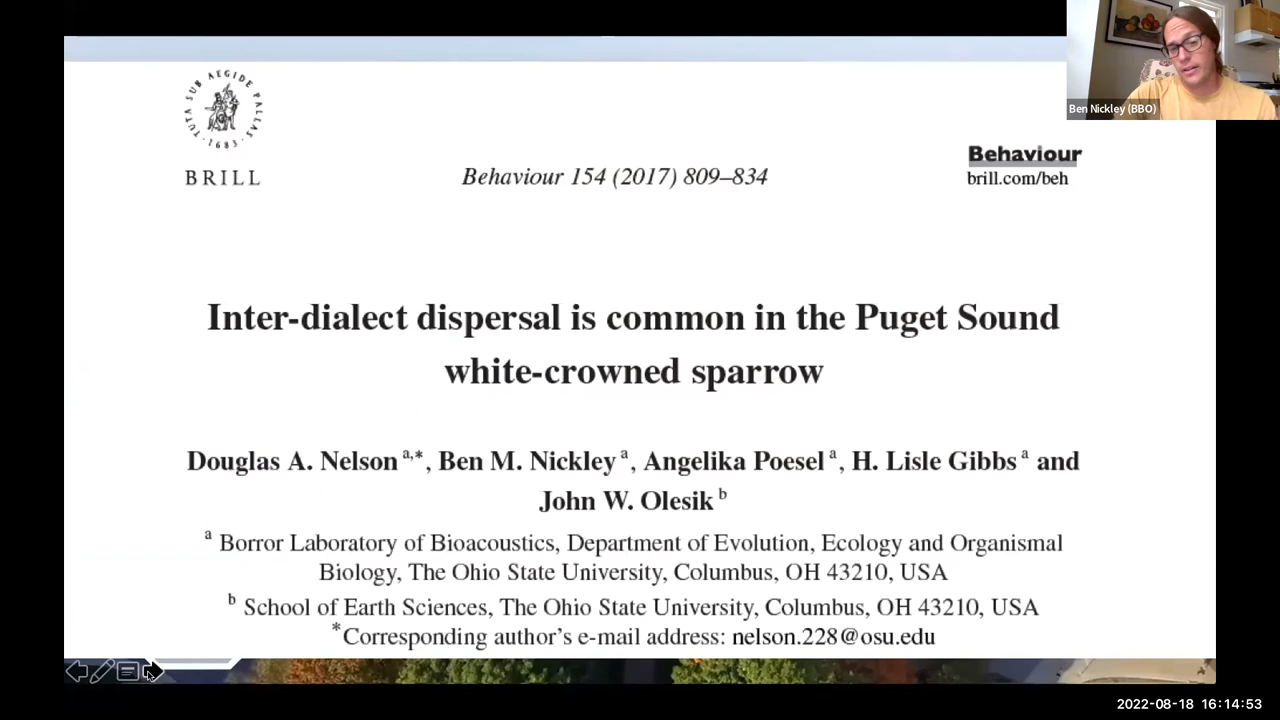 TUTA SUB AEGIDE PALLAS · 1683 ·
BRILL
Behaviour 154 (2017) 809–834
Behaviour
brill.com/beh
Inter-dialect dispersal is common in the Puget Sound
white-crowned sparrow
Douglas A. Nelson a,*, Ben M. Nickley a, Angelika Poesel a, H. Lisle Gibbs a and
John W. Olesik b
a Borror Laboratory of Bioacoustics, Department of Evolution, Ecology and Organismal
Biology, The Ohio State University, Columbus, OH 43210, USA
b School of Earth Sciences, The Ohio State University, Columbus, OH 43210, USA
*Corresponding author's e-mail address: nelson.228@osu.edu
Ben Nickley (BBO)
2022-08-18 16:14:53